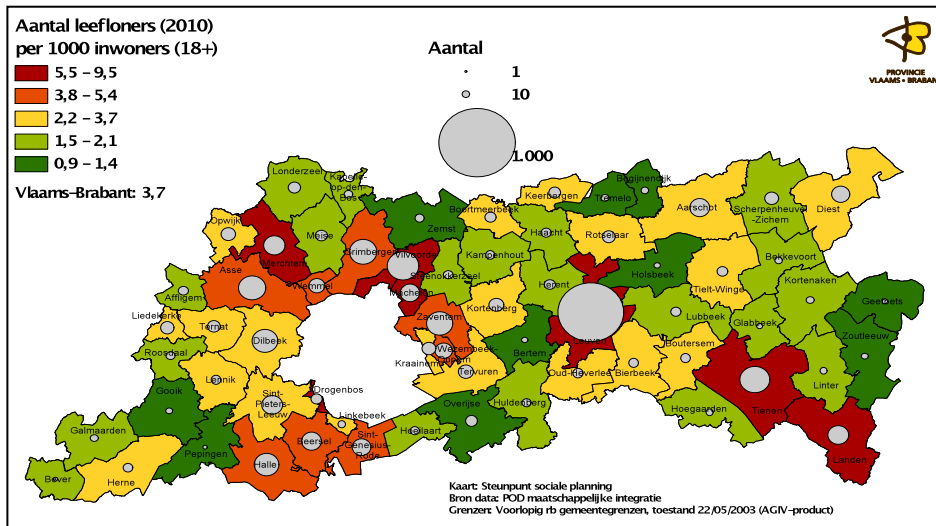 Aantal leefloners (2010)
per 1000 inwoners (18+)
5,5 – 9,5
3,8 – 5,4
2,2 – 3,7
1,5 – 2,1
0,9 – 1,4
Vlaams-Brabant: 3,7
Aantal
1
10
1.000
PROVINCIE
VLAAMS • BRABANT
Londerzeel
Kapelle-
op-den-
Bos
Opwijk
Merchtem
Meise
Grimbergen
Zemst
Vilvoorde
Boortmeerbeek
Keerbergen
Tremelo
Begijnendijk
Aarschot
Scherpenheuvel
-Zichem
Diest
Haacht
Rotselaar
Kampenhout
Steenokkerzeel
Machelen
Asse
Wemmel
Affligem
Liedekerke
Ternat
Dilbeek
Roosdaal
Lennik
Gooik
Galmaarden
Bever
Herne
Pepingen
Sint-
Pieters-
Leeuw
Drogenbos
Linkebeek
Beersel
Halle
Sint-
Genesius-
Rode
Hoeilaart
Overijse
Huldenberg
Zaventem
Kraainem
Wezembeek-
Oppem
Tervuren
Kortenberg
Herent
Leuven
Bertem
Oud-Heverlee
Bierbeek
Boutersem
Holsbeek
Lubbeek
Tielt-Winge
Bekkevoort
Kortenaken
Glabbeek
Geetbets
Zoutleeuw
Linter
Tienen
Hoegaarden
Landen
Kaart: Steunpunt sociale planning
Bron data: POD maatschappelijke integratie
Grenzen: Voorlopig rb gemeentegrenzen, toestand 22/05/2003 (AGIV-product)